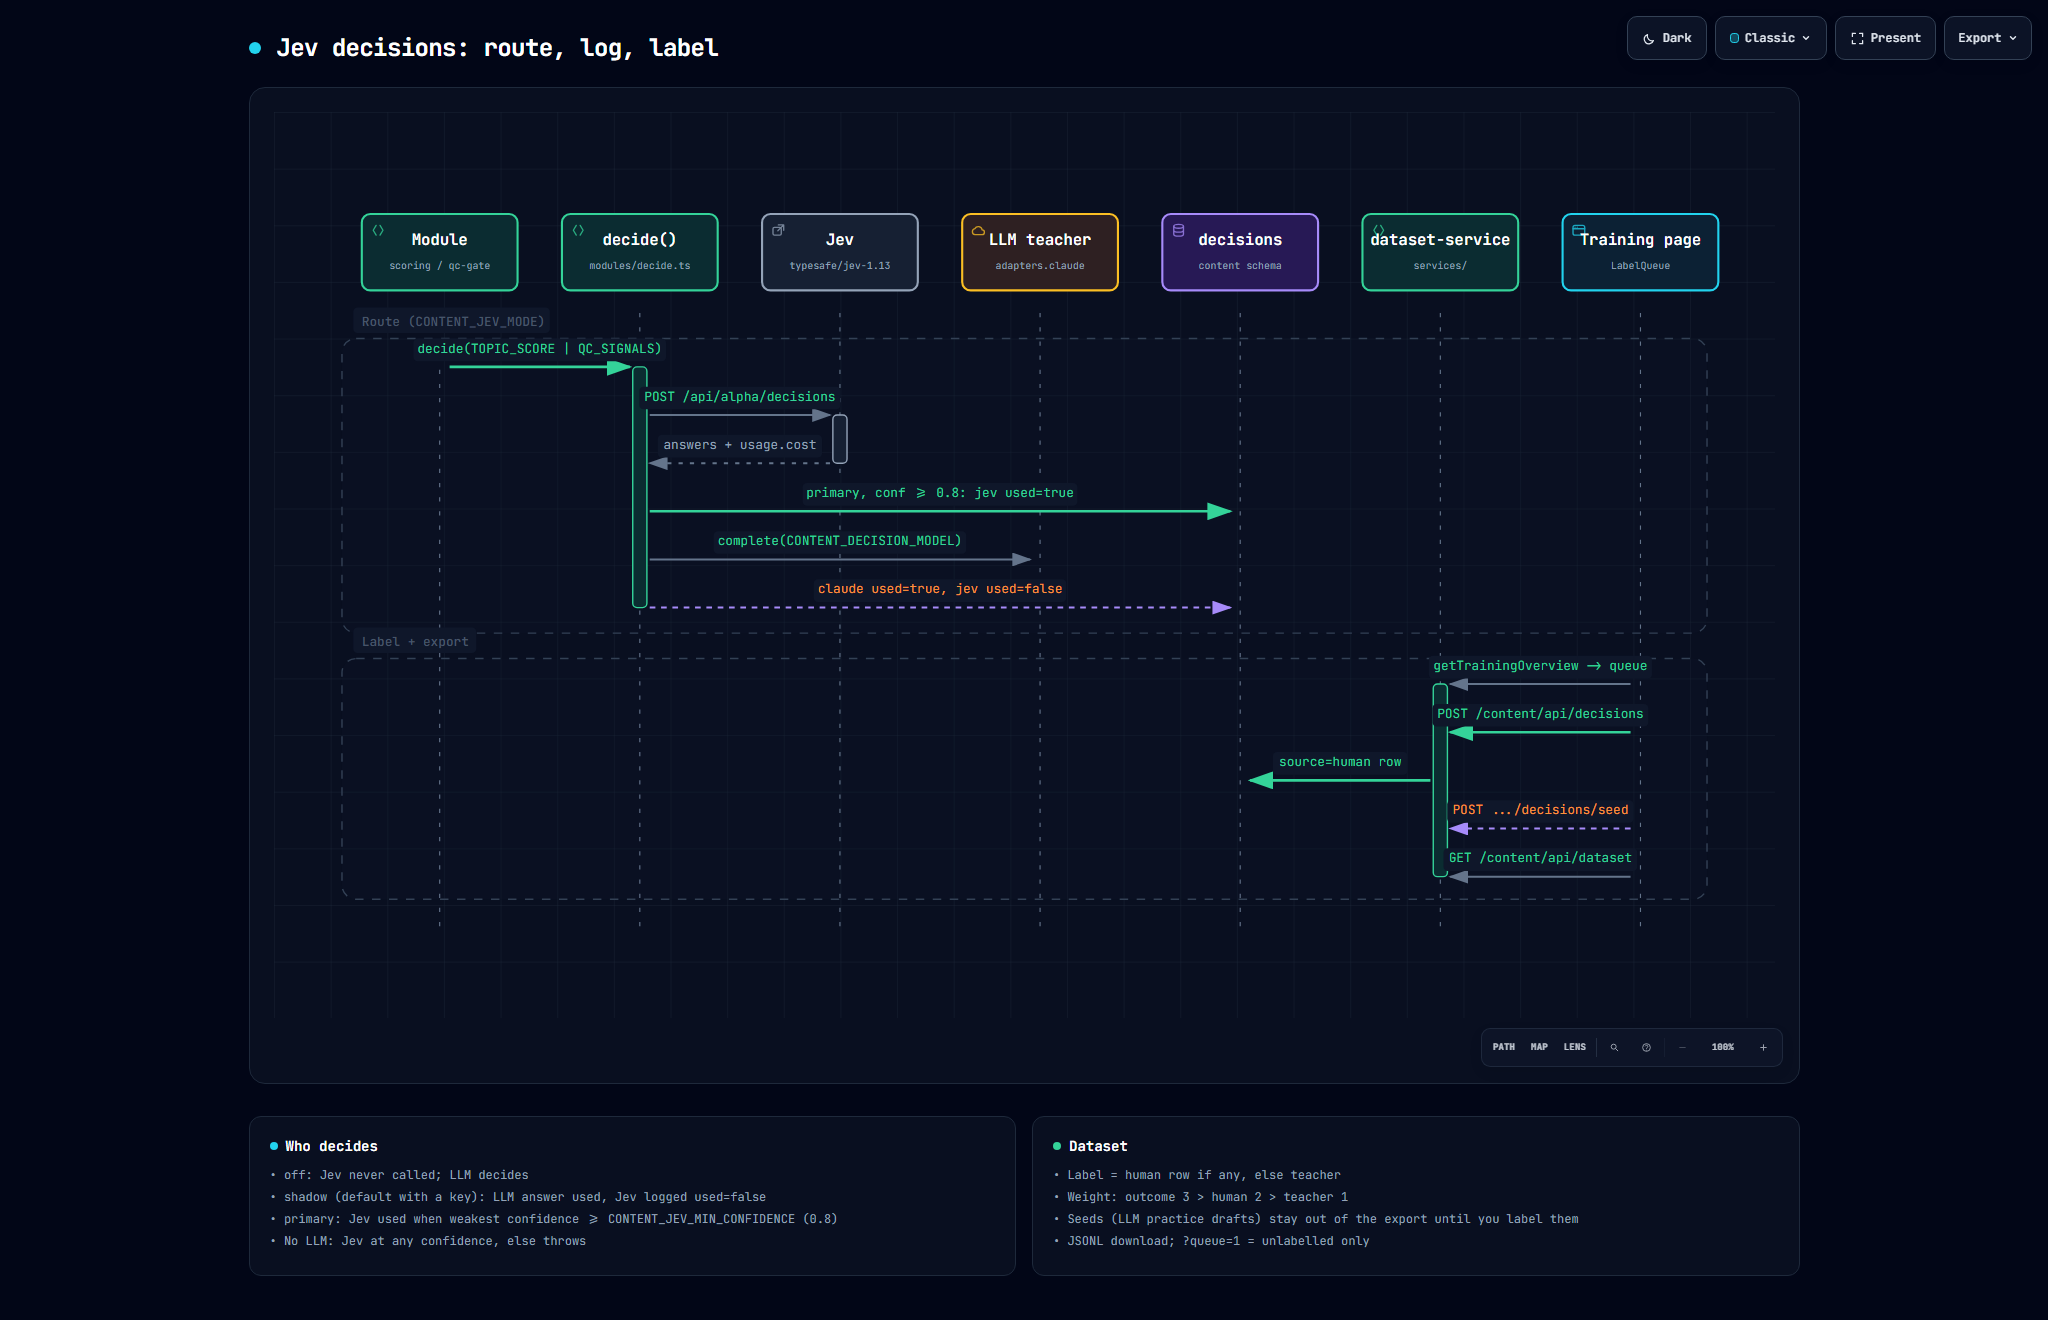 Jev decisions: route, log, label
Dark
Classic
Present
Export
Module
scoring / qc-gate
decide()
modules/decide.ts
Jev
typesafe/jev-1.13
LLM teacher
adapters.claude
decisions
content schema
dataset-service
services/
Training page
LabelQueue
Route (CONTENT_JEV_MODE)
decide(TOPIC_SCORE | QC_SIGNALS)
POST /api/alpha/decisions
answers + usage.cost
primary, conf ⩾ 0.8: jev used=true
complete(CONTENT_DECISION_MODEL)
claude used=true, jev used=false
Label + export
getTrainingOverview → queue
POST /content/api/decisions
source=human row
POST .../decisions/seed
GET /content/api/dataset
PATH
MAP
LENS
100%
Who decides
• off: Jev never called; LLM decides
• shadow (default with a key): LLM answer used, Jev logged used=false
• primary: Jev used when weakest confidence ⩾ CONTENT_JEV_MIN_CONFIDENCE (0.8)
• No LLM: Jev at any confidence, else throws
Dataset
• Label = human row if any, else teacher
• Weight: outcome 3 > human 2 > teacher 1
• Seeds (LLM practice drafts) stay out of the export until you label them
• JSONL download; ?queue=1 = unlabelled only